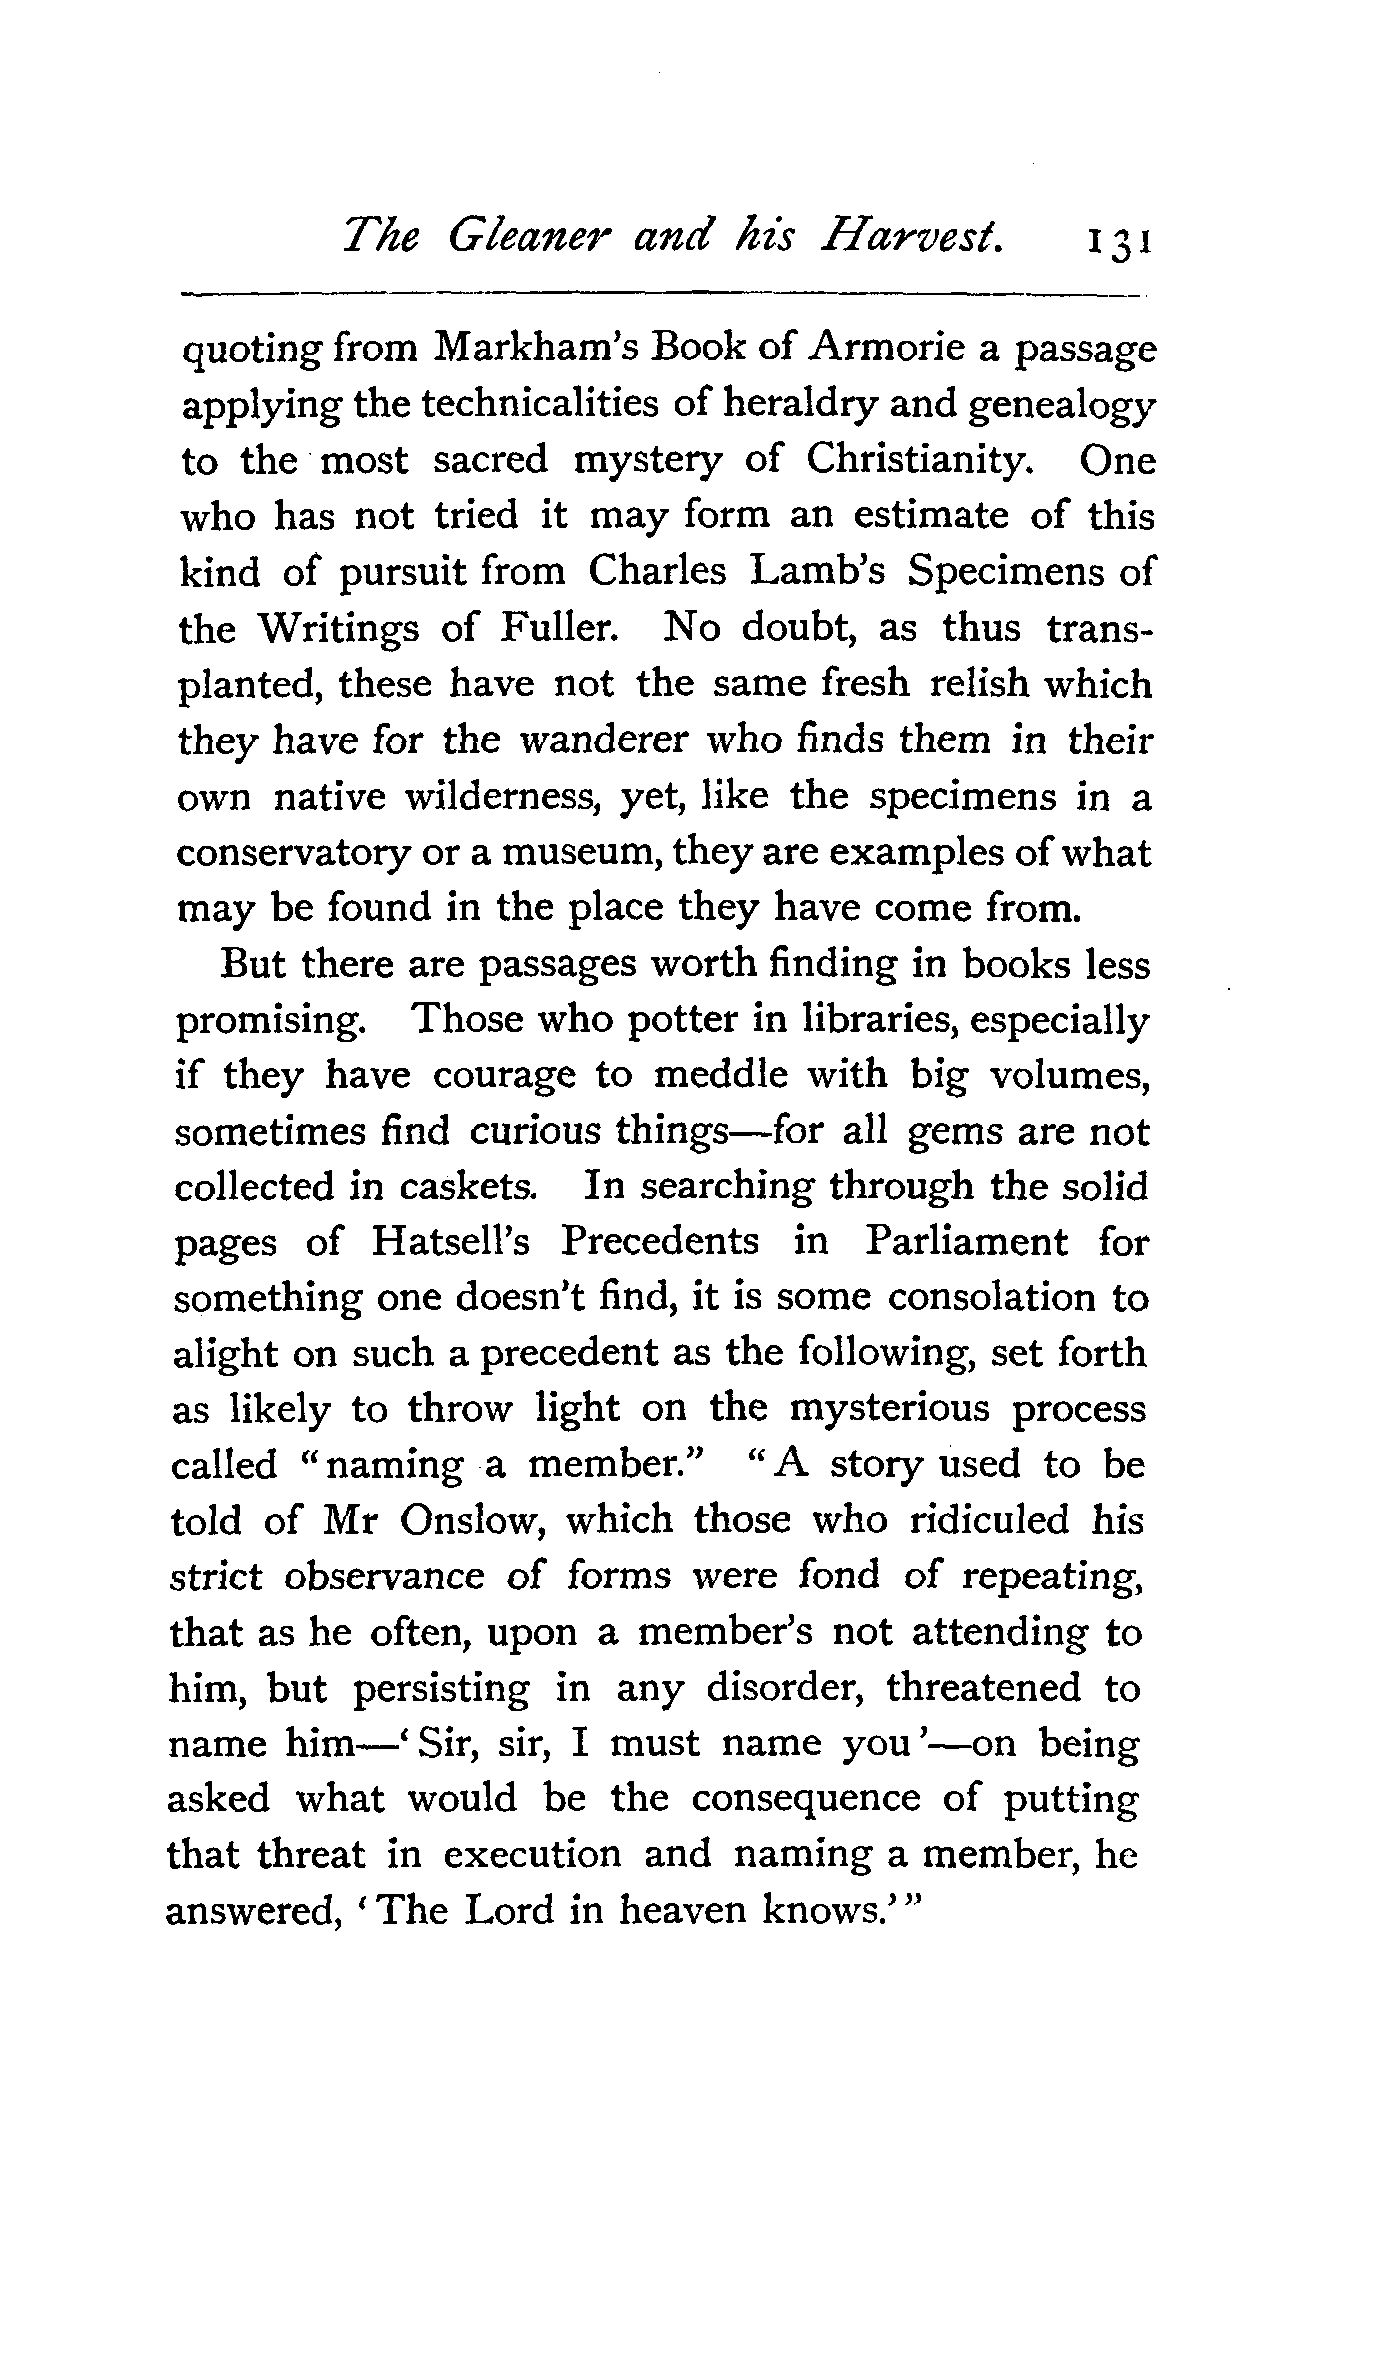 The Gleaner and his Harvest. 131
quoting from Markham's Book of Armorie a passage
applying the technicalities of heraldry and genealogy
to the most sacred mystery of Christianity. One
who has not tried it may form an estimate of this
kind of pursuit from Charles Lamb's Specimens of
the Writings of Fuller. No doubt, as thus trans-
planted, these have not the same fresh relish which
they have for the wanderer who finds them in their
own native wilderness, yet, like the specimens in a
conservatory or a museum, they are examples of what
may be found in the place they have come from.
But there are passages worth finding in books less
promising. Those who potter in libraries, especially
if they have courage to meddle with big volumes,
sometimes find curious things—for all gems are not
collected in caskets. In searching through the solid
pages of Hatsell's Precedents in Parliament for
something one doesn't find, it is some consolation to
alight on such a precedent as the following, set forth
as likely to throw light on the mysterious process
called "naming a member." "A story used to be
told of Mr Onslow, which those who ridiculed his
strict observance of forms were fond of repeating,
that as he often, upon a member's not attending to
him, but persisting in any disorder, threatened to
name him—'Sir, sir, I must name you'—on being
asked what would be the consequence of putting
that threat in execution and naming a member, he
answered, 'The Lord in heaven knows.'"